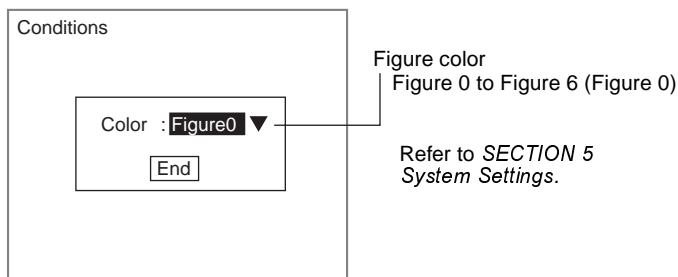 Conditions
Color : Figure0 ▼
End
Figure color
Figure 0 to Figure 6 (Figure 0)
Refer to SECTION 5
System Settings.